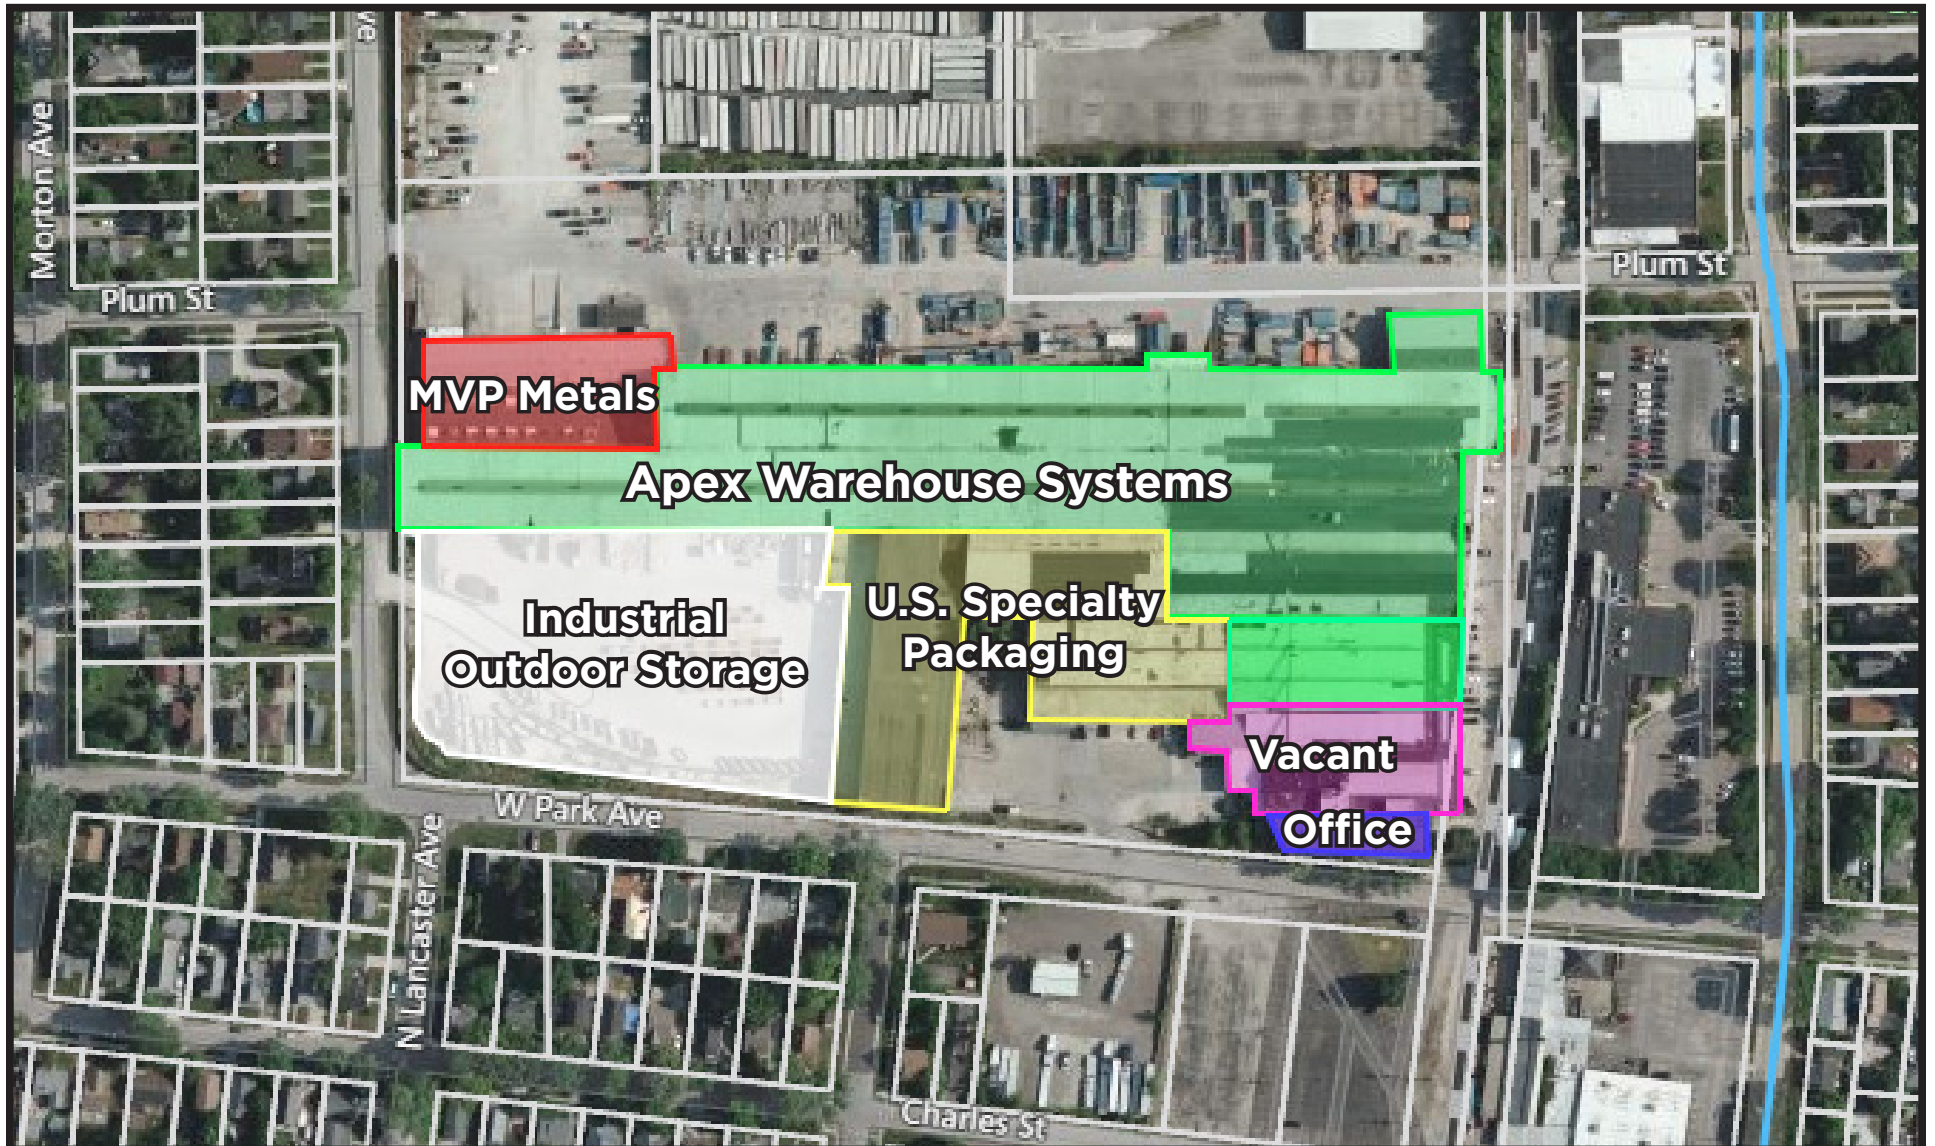 ve
Morton Ave
Plum St
Plum St
MVP Metals
Apex Warehouse Systems
Industrial
Outdoor Storage
U.S. Specialty
Packaging
Vacant
Office
W Park Ave
N Lancaster Ave
Charles St